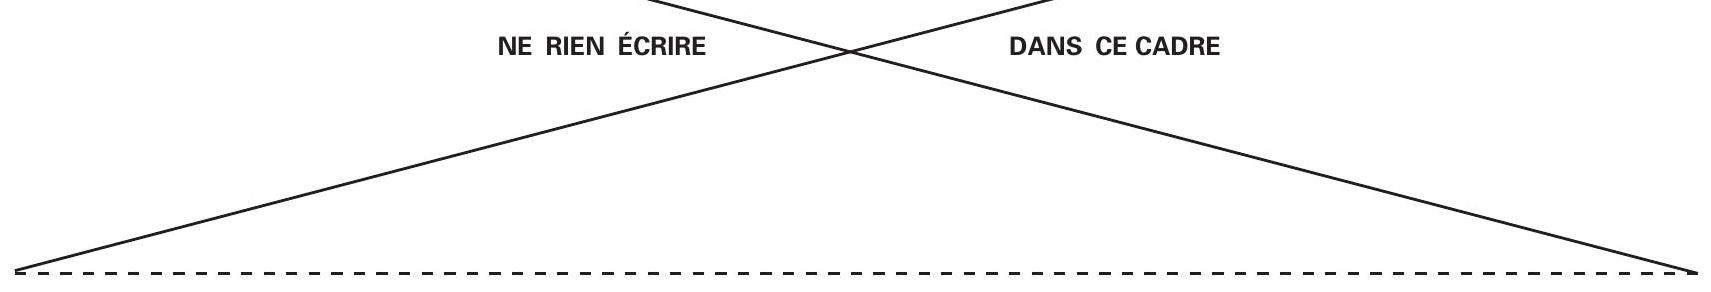 NE RIEN ÉCRIRE DANS CE CADRE